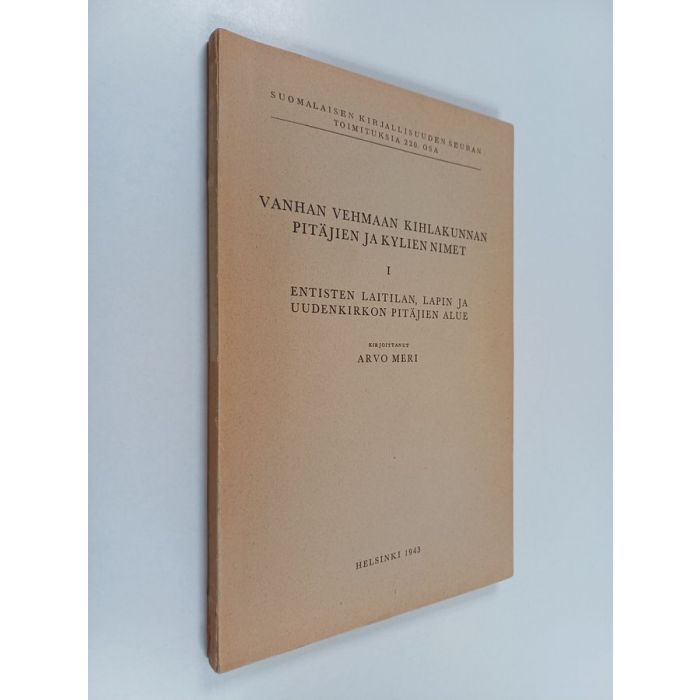 SUOMALAISEN KIRJALLISUUDEN SEURAN
TOIMITUKSIA 220. OSA
VANHAN VEHMAAN KIHLAKUNNAN
PITÄJIEN JA KYLIEN NIMET
I
ENTISTEN LAITILAN, LAPIN JA
UUDENKIRKON PITÄJIEN ALUE
KIRJOITTANUT
ARVO MERI
HELSINKI 1943